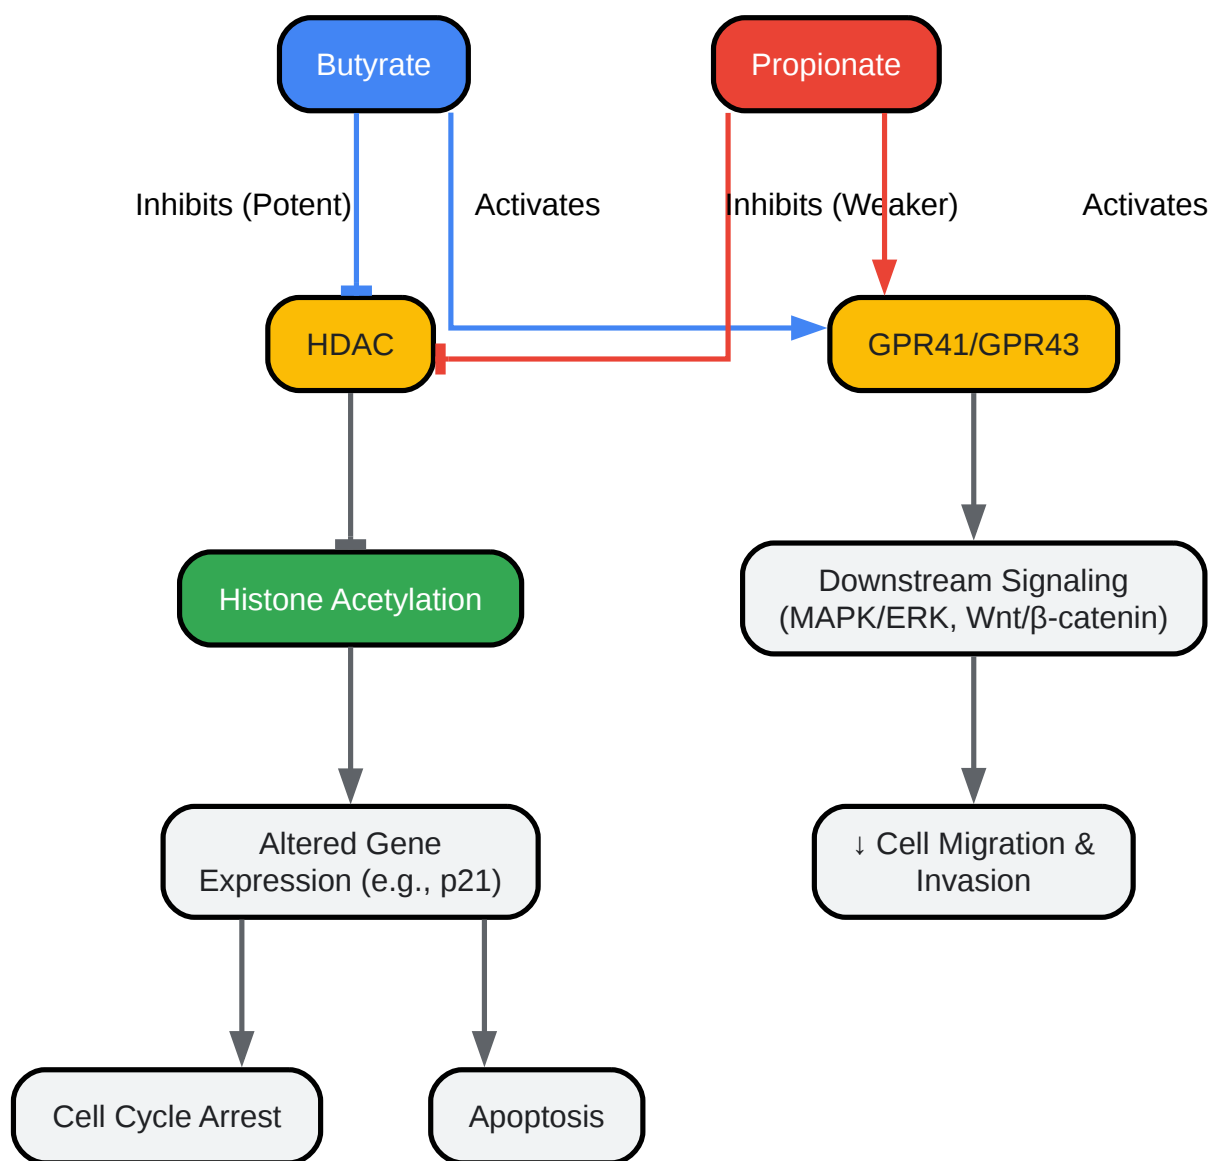 Butyrate
Propionate
Inhibits (Potent)
Activates
Inhibits (Weaker)
Activates
HDAC
GPR41/GPR43
Histone Acetylation
Downstream Signaling
(MAPK/ERK, Wnt/β-catenin)
Altered Gene
Expression (e.g., p21)
↓ Cell Migration &
Invasion
Cell Cycle Arrest
Apoptosis